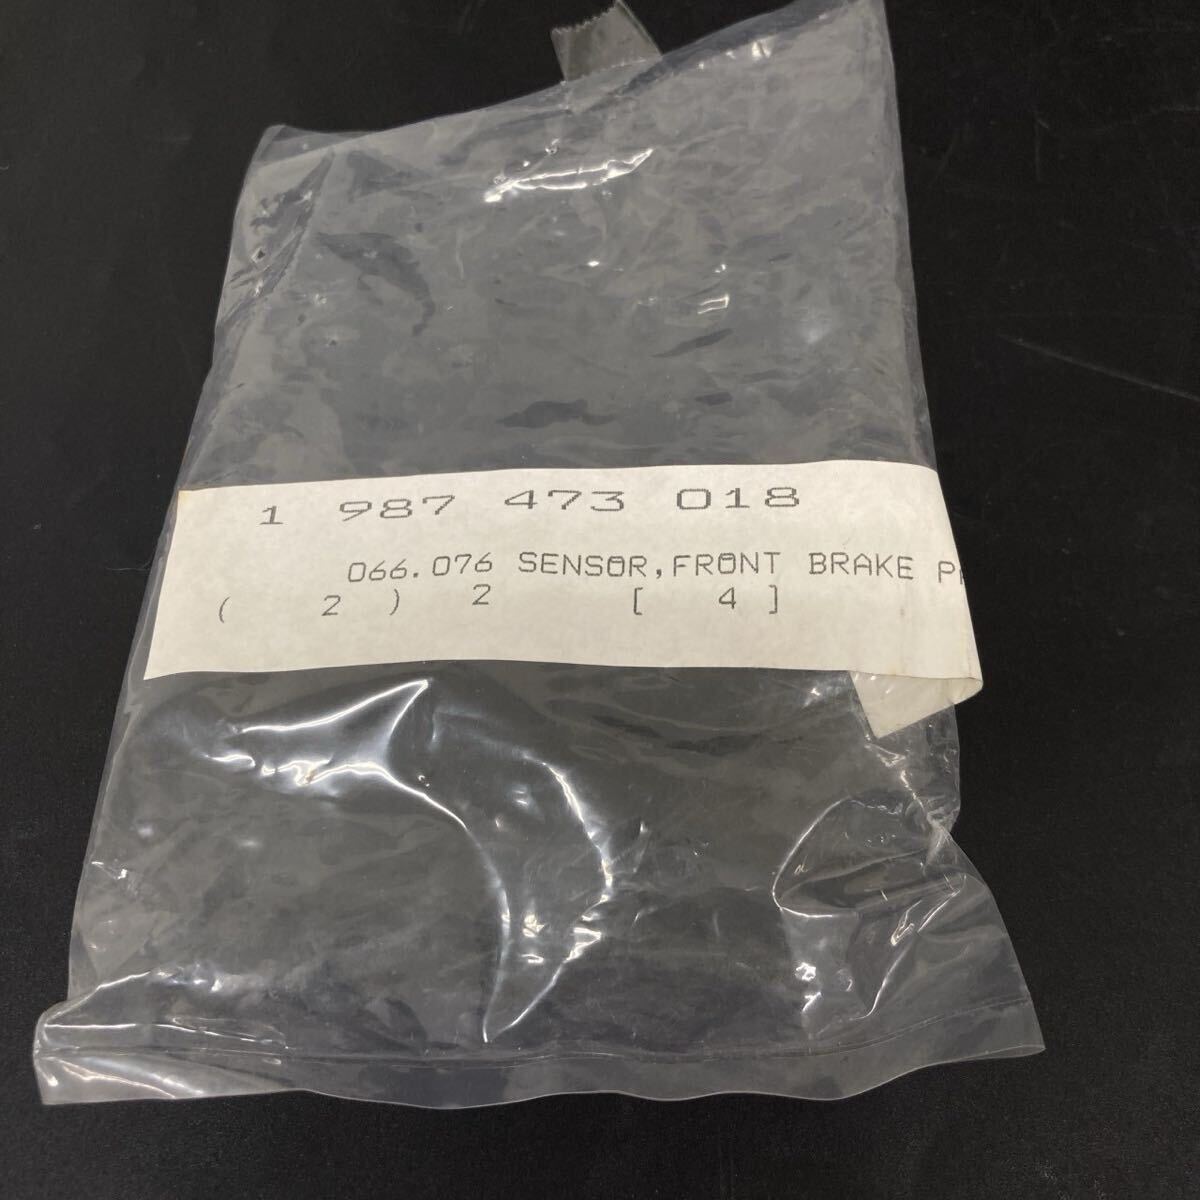 1 987 473 018
066.076 SENSOR,FRONT BRAKE
( 2 ) 2 [ 4 ]